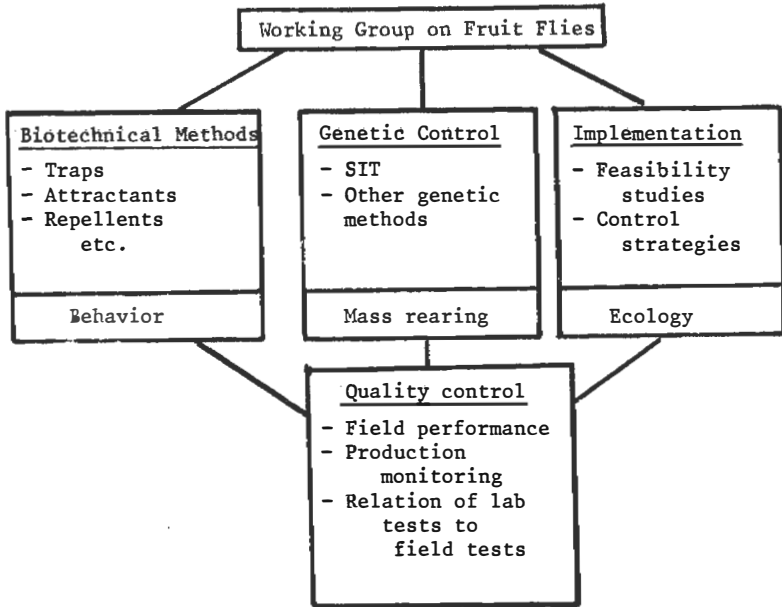 Working Group on Fruit Flies
Biotechnical Methods
- Traps
- Attractants
- Repellents
etc.
Behavior
Genetic Control
- SIT
- Other genetic
methods
Mass rearing
Implementation
- Feasibility
studies
- Control
strategies
Ecology
Quality control
- Field performance
- Production
monitoring
- Relation of lab
tests to
field tests